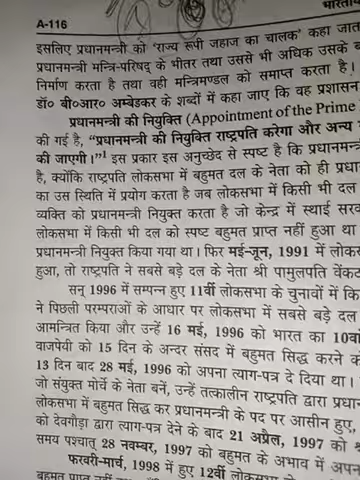 भारतीय
A-116
इसलिए प्रधानमन्त्री को 'राज्य रूपी जहाज का चालक' कहा जात
प्रधानमन्त्री मन्त्रि-परिषद् के भीतर तथा उससे भी अधिक उसके ब
निर्माण करता है तथा वही मन्त्रिमण्डल को समाप्त करता है।
डॉ० बी०आर० अम्बेडकर के शब्दों में कहा जाए कि वह प्रशासन
प्रधानमन्त्री की नियुक्ति (Appointment of the Prime
की गई है, "प्रधानमन्त्री की नियुक्ति राष्ट्रपति करेगा और अन्य
की जाएगी।"¹ इस प्रकार इस अनुच्छेद से स्पष्ट है कि प्रधानमन्
है, क्योंकि राष्ट्रपति लोकसभा में बहुमत दल के नेता को ही प्रधा
का उस स्थिति में प्रयोग करता है जब लोकसभा में किसी भी दल
व्यक्ति को प्रधानमन्त्री नियुक्त करता है जो केन्द्र में स्थाई सर
लोकसभा में किसी भी दल को स्पष्ट बहुमत प्राप्त नहीं हुआ था
प्रधानमन्त्री नियुक्त किया गया था। फिर मई-जून, 1991 में लोक
हुआ, तो राष्ट्रपति ने सबसे बड़े दल के नेता श्री पामुलपति वेंक
सन् 1996 में सम्पन्न हुए 11वीं लोकसभा के चुनावों में कि
ने पिछली परम्पराओं के आधार पर लोकसभा में सबसे बड़े दल
आमन्त्रित किया और उन्हें 16 मई, 1996 को भारत का 10वा
वाजपेयी को 15 दिन के अन्दर संसद में बहुमत सिद्ध करने क
13 दिन बाद 28 मई, 1996 को अपना त्याग-पत्र दे दिया था।
जो संयुक्त मोर्चे के नेता बनें, उन्हें तत्कालीन राष्ट्रपति द्वारा प्रधान
लोकसभा में बहुमत सिद्ध कर प्रधानमन्त्री के पद पर आसीन हुए,
को देवगौड़ा द्वारा त्याग-पत्र देने के बाद 21 अप्रैल, 1997 को श्
समय पश्चात् 28 नवम्बर, 1997 को बहुमत के अभाव में अपन
फरवरी-मार्च, 1998 में हुए 12वीं लोकसभा के
बहुमत प्राप्त नहीं